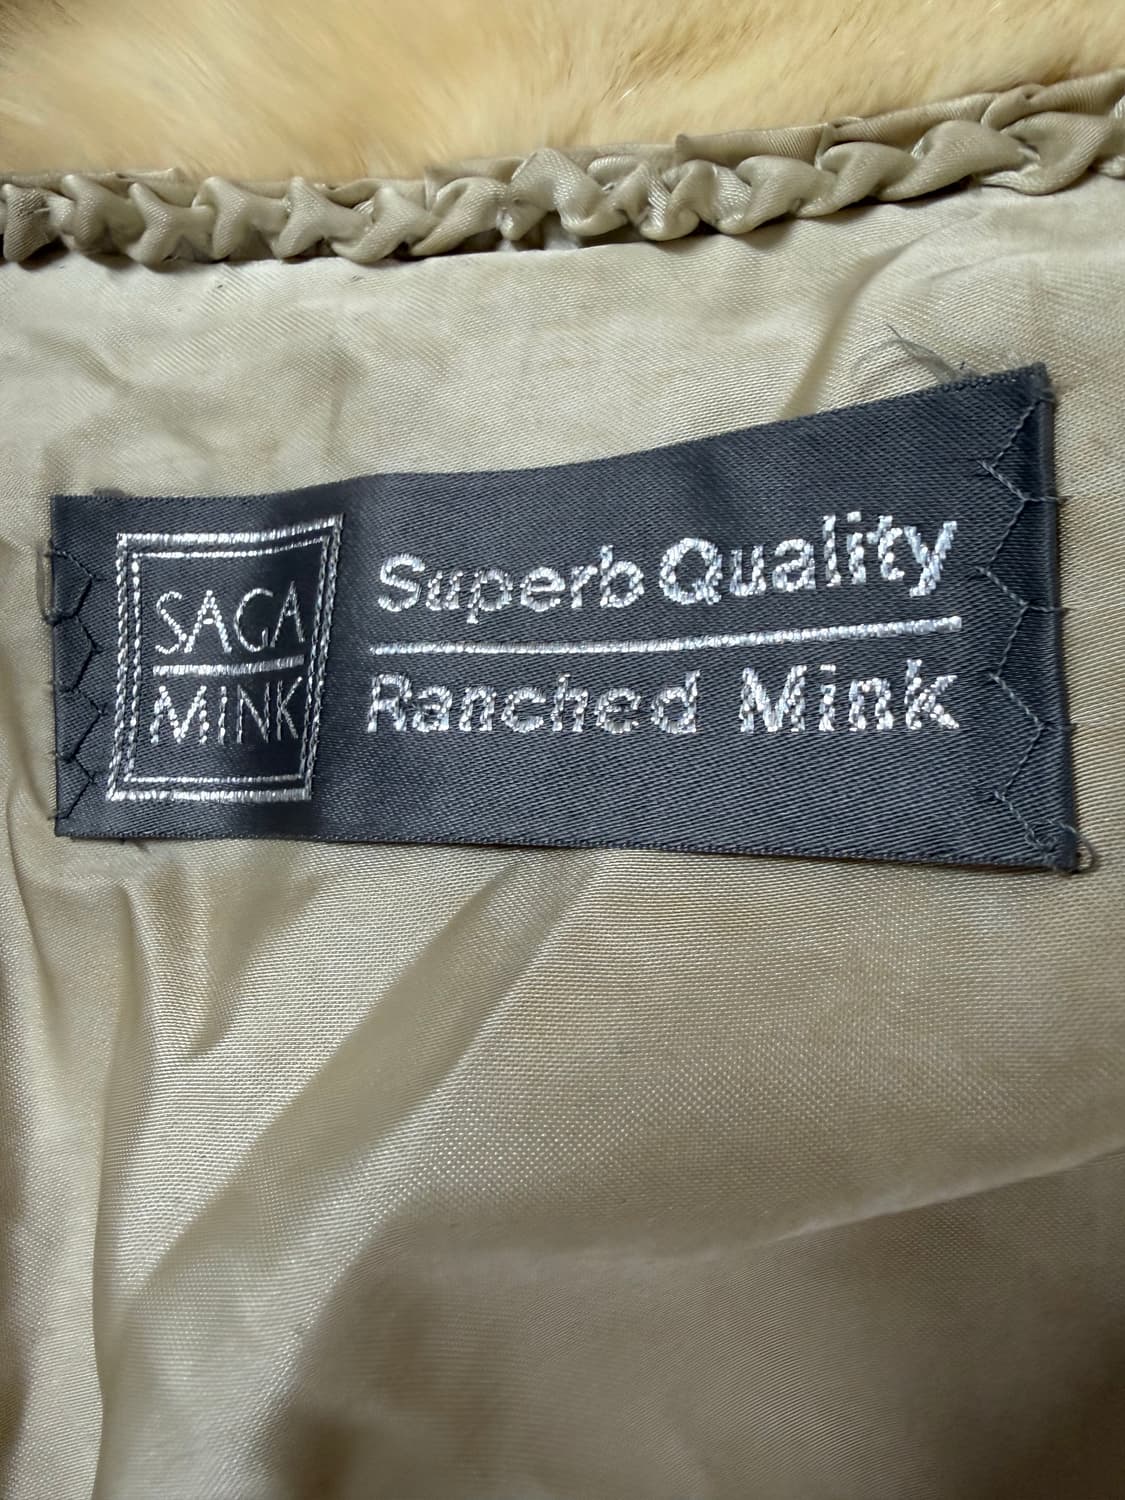 SAGA
MINK
Superb Quality
Ranched Mink